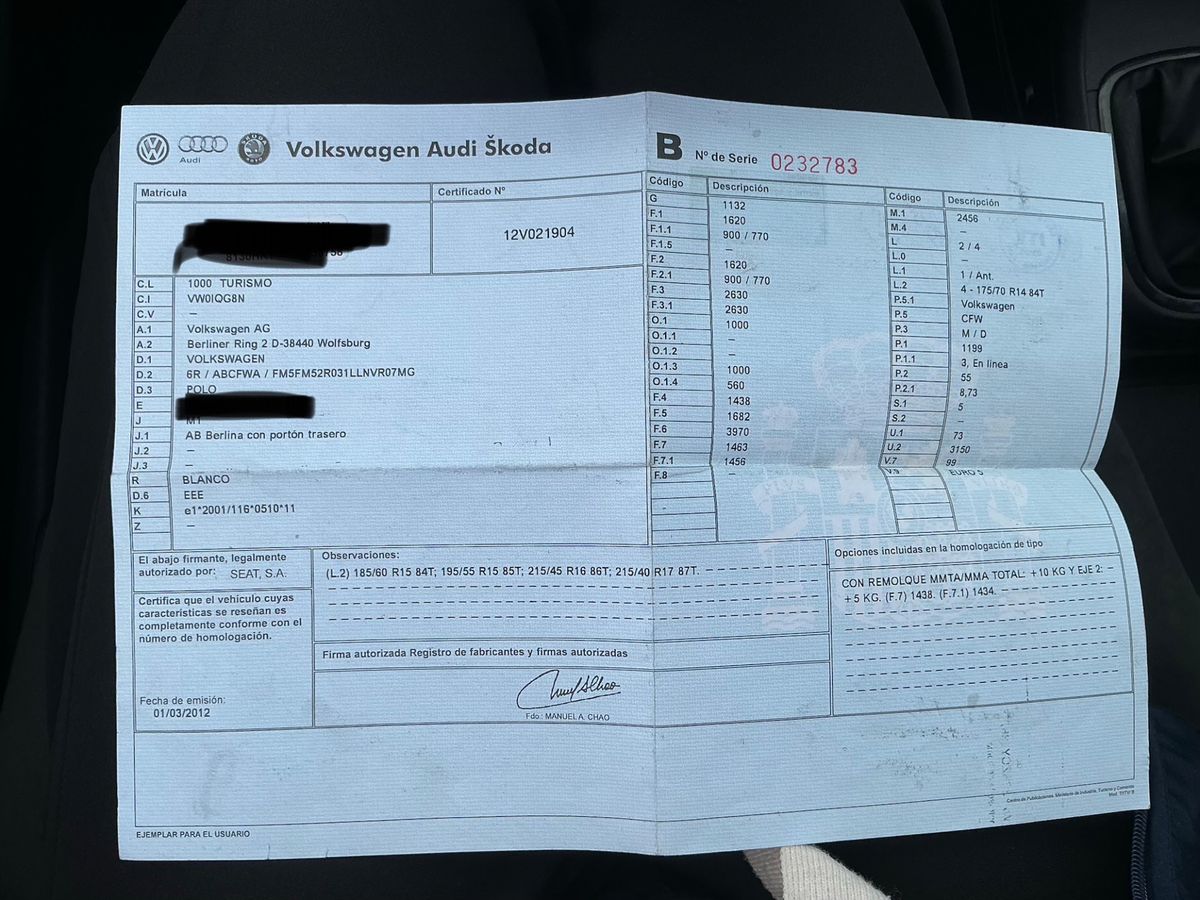 Audi
Volkswagen Audi Škoda
Matrícula
Certificado Nº
12V021904
C.L 1000 TURISMO
C.I VW0IQG8N
C.V –
A.1 Volkswagen AG
A.2 Berliner Ring 2 D-38440 Wolfsburg
D.1 VOLKSWAGEN
D.2 6R / ABCFWA / FM5FM52R031LLNVR07MG
D.3 POLO
E
J M1
J.1 AB Berlina con portón trasero
J.2 –
J.3 –
R BLANCO
D.6 EEE
K e1*2001/116*0510*11
Z –
B Nº de Serie 0232783
Código Descripción
G 1132
F.1 1620
F.1.1 900 / 770
F.1.5 –
F.2 1620
F.2.1 900 / 770
F.3 2630
F.3.1 2630
O.1 1000
O.1.1 –
O.1.2 –
O.1.3 1000
O.1.4 560
F.4 1438
F.5 1682
F.6 3970
F.7 1463
F.7.1 1456
F.8 –
Código Descripción
M.1 2456
M.4 –
L 2 / 4
L.0 –
L.1 1 / Ant.
L.2 4 - 175/70 R14 84T
P.5.1 Volkswagen
P.5 CFW
P.3 M / D
P.1 1199
P.1.1 3, En línea
P.2 55
P.2.1 8,73
S.1 5
S.2 –
U.1 73
U.2 3150
V.7 99
V.9 EURO 5
El abajo firmante, legalmente
autorizado por: SEAT, S.A.
Certifica que el vehículo cuyas
características se reseñan es
completamente conforme con el
número de homologación.
Fecha de emisión:
01/03/2012
Observaciones:
(L.2) 185/60 R15 84T; 195/55 R15 85T; 215/45 R16 86T; 215/40 R17 87T.
Firma autorizada Registro de fabricantes y firmas autorizadas
Fdo.: MANUEL A. CHAO
Opciones incluidas en la homologación de tipo
CON REMOLQUE MMTA/MMA TOTAL: +10 KG Y EJE 2:
+5 KG. (F.7) 1438. (F.7.1) 1434.
Centro de Publicaciones. Ministerio de Industria, Turismo y Comercio
EJEMPLAR PARA EL USUARIO